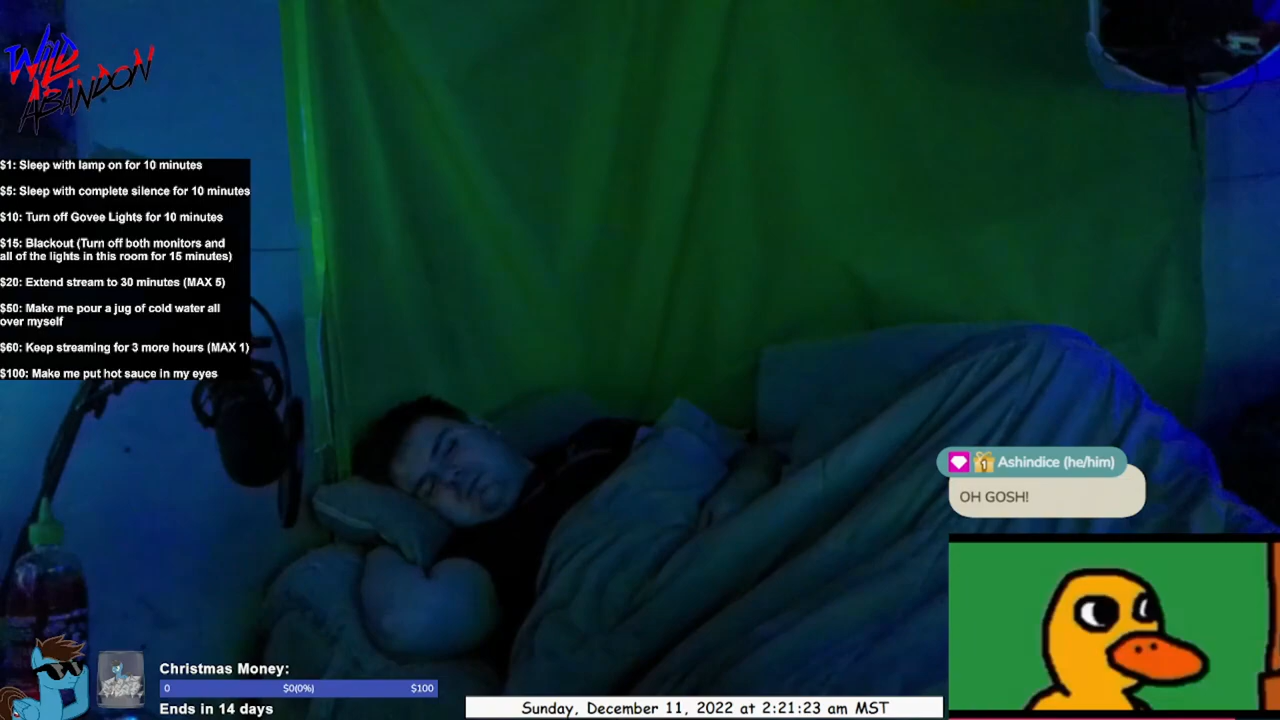 WILD
ABANDON
$1: Sleep with lamp on for 10 minutes
$5: Sleep with complete silence for 10 minutes
$10: Turn off Govee Lights for 10 minutes
$15: Blackout (Turn off both monitors and
all of the lights in this room for 15 minutes)
$20: Extend stream to 30 minutes (MAX 5)
$50: Make me pour a jug of cold water all
over myself
$60: Keep streaming for 3 more hours (MAX 1)
$100: Make me put hot sauce in my eyes
1 Ashindice (he/him)
OH GOSH!
Christmas Money:
0 $0(0%) $100
Ends in 14 days
Sunday, December 11, 2022 at 2:21:23 am MST